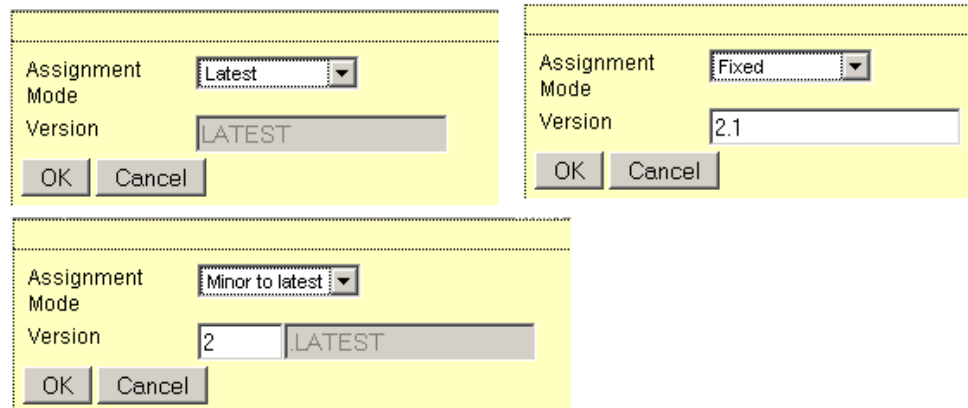 Assignment Mode Latest
Version LATEST
OK Cancel
Assignment Mode Fixed
Version 2.1
OK Cancel
Assignment Mode Minor to latest
Version 2 .LATEST
OK Cancel